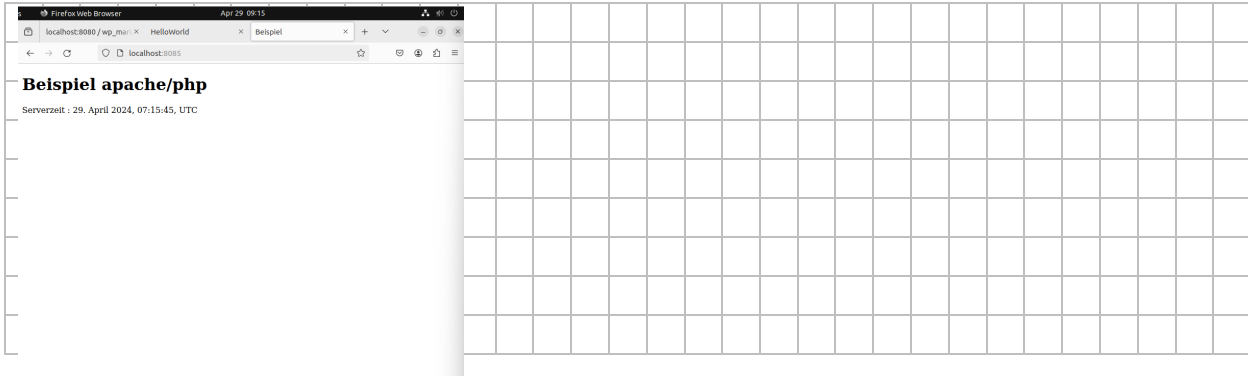 s Firefox Web Browser Apr 29 09:15
localhost:8080 / wp_mari × HelloWorld × Beispiel ×
localhost:8085
Beispiel apache/php
Serverzeit : 29. April 2024, 07:15:45, UTC